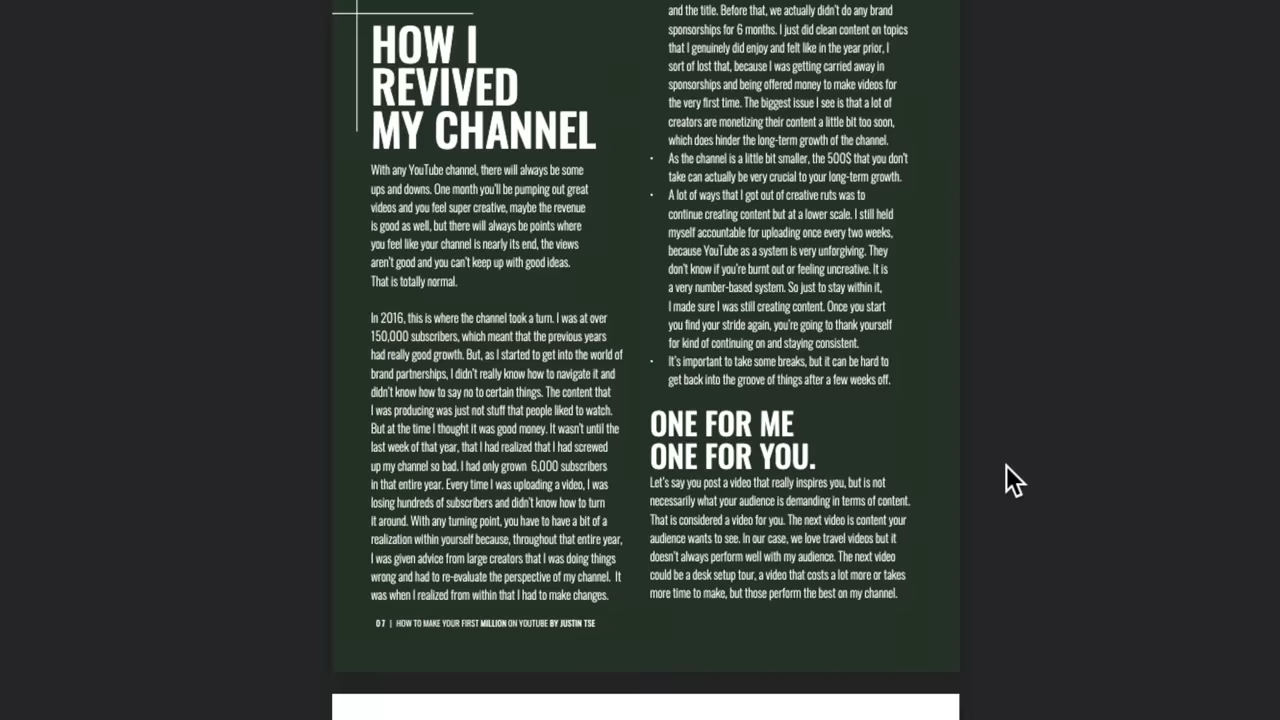 HOW I
REVIVED
MY CHANNEL
With any YouTube channel, there will always be some
ups and downs. One month you'll be pumping out great
videos and you feel super creative, maybe the revenue
is good as well, but there will always be points where
you feel like your channel is nearly its end, the views
aren't good and you can't keep up with good ideas.
That is totally normal.
In 2016, this is where the channel took a turn. I was at over
150,000 subscribers, which meant that the previous years
had really good growth. But, as I started to get into the world of
brand partnerships, I didn't really know how to navigate it and
didn't know how to say no to certain things. The content that
I was producing was just not stuff that people liked to watch.
But at the time I thought it was good money. It wasn't until the
last week of that year, that I had realized that I had screwed
up my channel so bad. I had only grown 6,000 subscribers
in that entire year. Every time I was uploading a video, I was
losing hundreds of subscribers and didn't know how to turn
it around. With any turning point, you have to have a bit of a
realization within yourself because, throughout that entire year,
I was given advice from large creators that I was doing things
wrong and had to re-evaluate the perspective of my channel. It
was when I realized from within that I had to make changes.
07 | HOW TO MAKE YOUR FIRST MILLION ON YOUTUBE BY JUSTIN TSE
and the title. Before that, we actually didn't do any brand
sponsorships for 6 months. I just did clean content on topics
that I genuinely did enjoy and felt like in the year prior, I
sort of lost that, because I was getting carried away in
sponsorships and being offered money to make videos for
the very first time. The biggest issue I see is that a lot of
creators are monetizing their content a little bit too soon,
which does hinder the long-term growth of the channel.
• As the channel is a little bit smaller, the 500$ that you don't
take can actually be very crucial to your long-term growth.
• A lot of ways that I got out of creative ruts was to
continue creating content but at a lower scale. I still held
myself accountable for uploading once every two weeks,
because YouTube as a system is very unforgiving. They
don't know if you're burnt out or feeling uncreative. It is
a very number-based system. So just to stay within it,
I made sure I was still creating content. Once you start
you find your stride again, you're going to thank yourself
for kind of continuing on and staying consistent.
• It's important to take some breaks, but it can be hard to
get back into the groove of things after a few weeks off.
ONE FOR ME
ONE FOR YOU.
Let's say you post a video that really inspires you, but is not
necessarily what your audience is demanding in terms of content.
That is considered a video for you. The next video is content your
audience wants to see. In our case, we love travel videos but it
doesn't always perform well with my audience. The next video
could be a desk setup tour, a video that costs a lot more or takes
more time to make, but those perform the best on my channel.